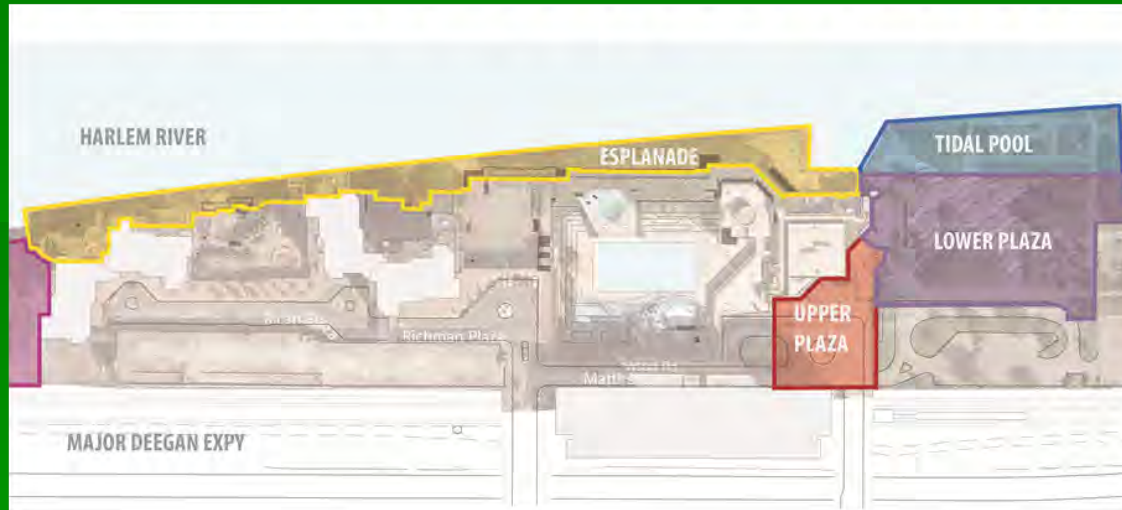 HARLEM RIVER
ESPLANADE
TIDAL POOL
LOWER PLAZA
UPPER
PLAZA
Richman Plaza
MAJOR DEEGAN EXPY